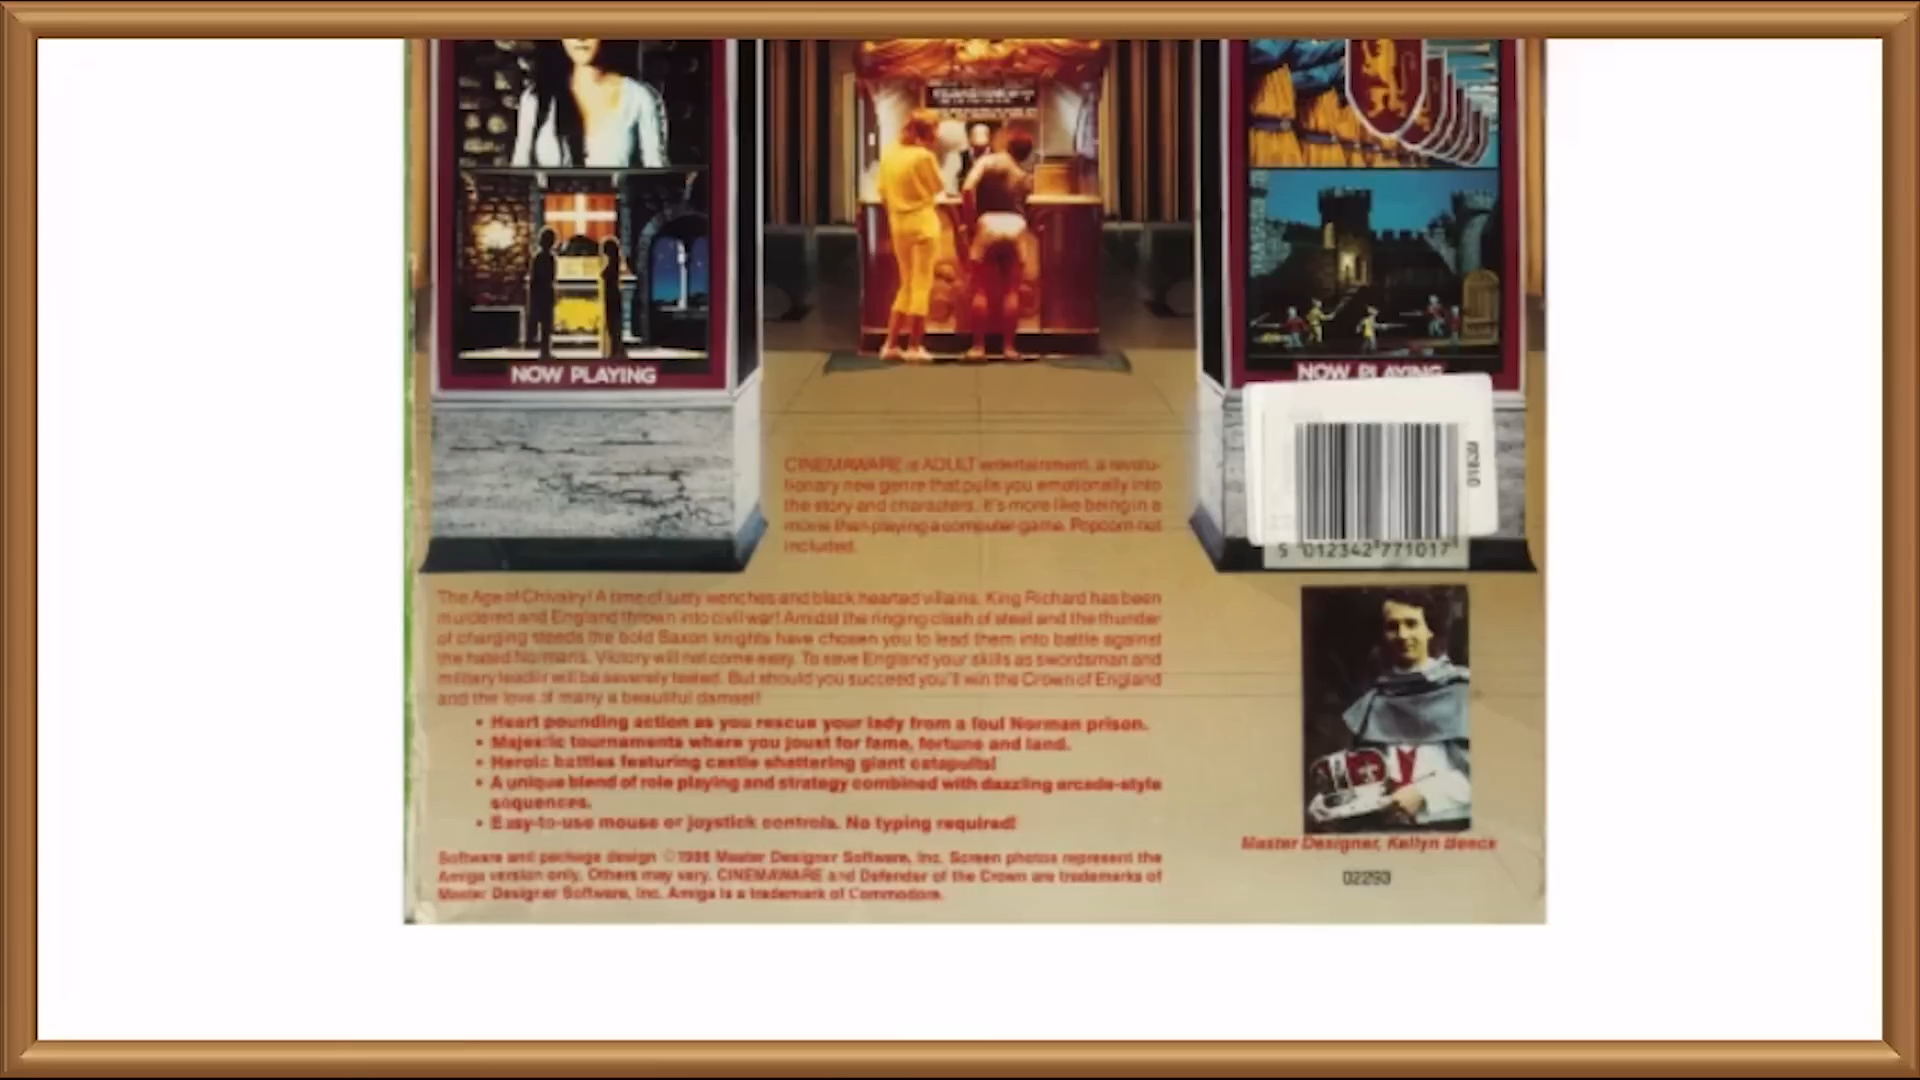 NOW PLAYING
NOW PLAYING
CINEMAWARE is ADULT entertainment, a revolu-
tionary new genre that pulls you emotionally into
the story and characters. It's more like being in a
movie than playing a computer game. Popcorn not
included.
5 012342 771017
The Age of Chivalry! A time of lusty wenches and black hearted villains. King Richard has been
murdered and England thrown into civil war! Amidst the ringing clash of steel and the thunder
of charging steeds the bold Saxon knights have chosen you to lead them into battle against
the hated Normans. Victory will not come easy. To save England your skills as swordsman and
military leader will be severely tested. But should you succeed you'll win the Crown of England
and the love of many a beautiful damsel!
• Heart pounding action as you rescue your lady from a foul Norman prison.
• Majestic tournaments where you joust for fame, fortune and land.
• Heroic battles featuring castle shattering giant catapults!
• A unique blend of role playing and strategy combined with dazzling arcade-style
sequences.
• Easy-to-use mouse or joystick controls. No typing required!
Software and package design ©1986 Master Designer Software, Inc. Screen photos represent the
Amiga version only. Others may vary. CINEMAWARE and Defender of the Crown are trademarks of
Master Designer Software, Inc. Amiga is a trademark of Commodore.
Master Designer, Kellyn Beeck
02293